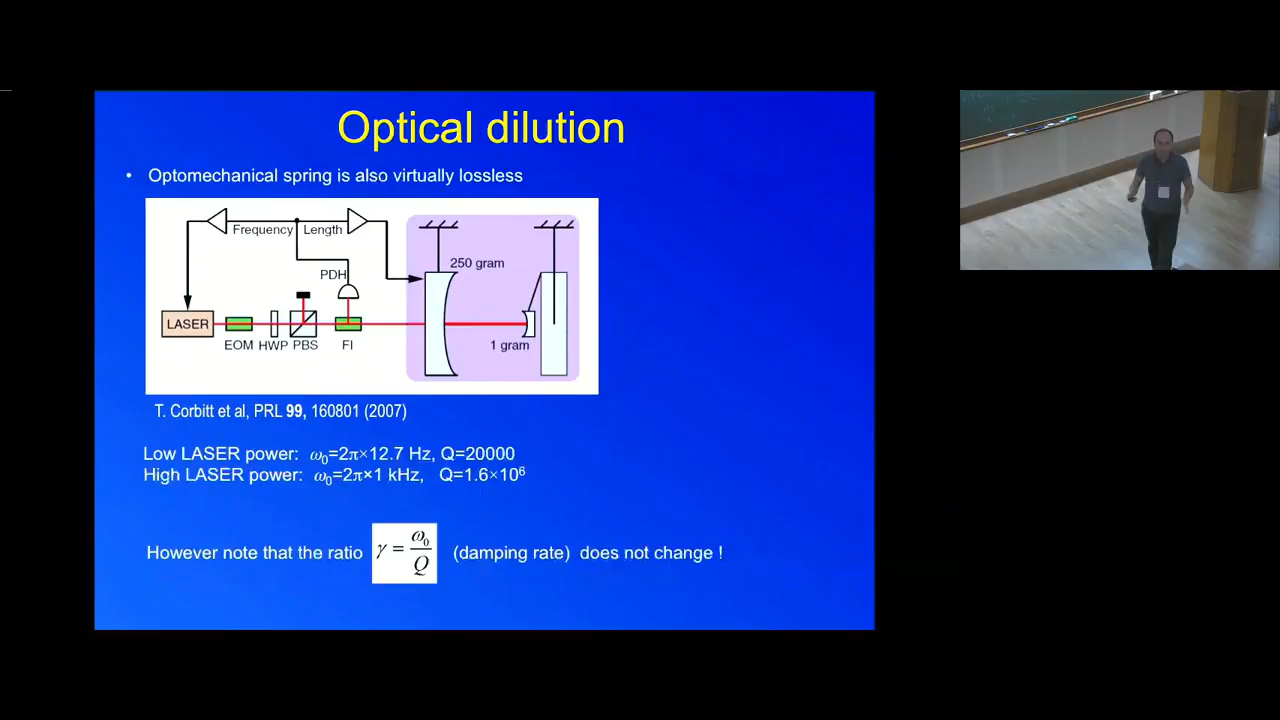 Optical dilution
• Optomechanical spring is also virtually lossless
Frequency Length
250 gram
PDH
LASER
1 gram
EOM HWP PBS FI
T. Corbitt et al, PRL 99, 160801 (2007)
Low LASER power: ω₀=2π×12.7 Hz, Q=20000
High LASER power: ω₀=2π×1 kHz, Q=1.6×10⁶
However note that the ratio γ = ω₀/Q (damping rate) does not change !